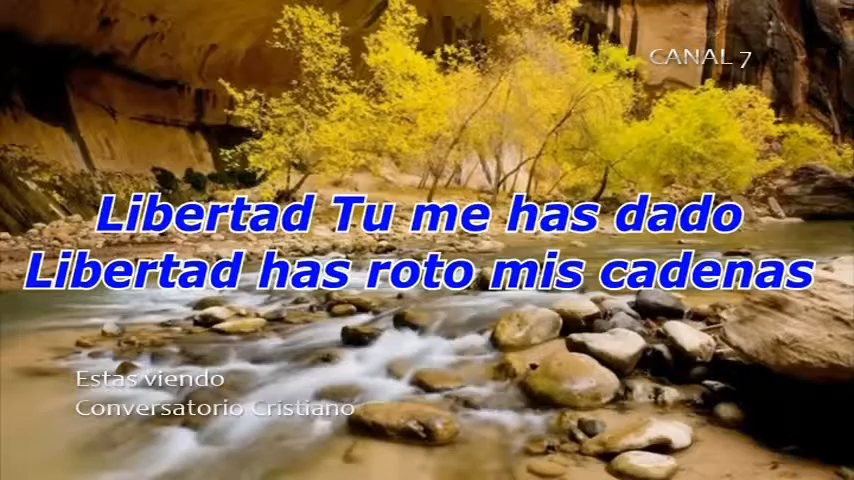 CANAL 7
Libertad Tu me has dado
Libertad has roto mis cadenas
Estas viendo
Conversatorio Cristiano